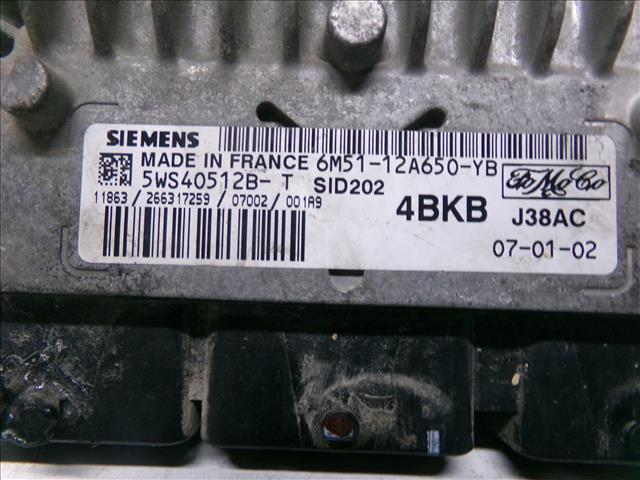 SIEMENS
MADE IN FRANCE 6M51-12A650-YB
5WS40512B- T SID202
FoMoCo
11863 / 266317259 / 07002 / 001A9
4BKB J38AC
07-01-02